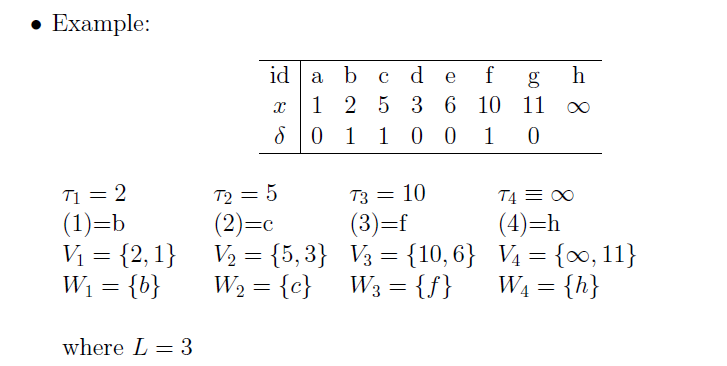 • Example:
id a b c d e f g h
x 1 2 5 3 6 10 11 ∞
δ 0 1 1 0 0 1 0
τ₁ = 2 τ₂ = 5 τ₃ = 10 τ₄ ≡ ∞
(1)=b (2)=c (3)=f (4)=h
V₁ = {2, 1} V₂ = {5, 3} V₃ = {10, 6} V₄ = {∞, 11}
W₁ = {b} W₂ = {c} W₃ = {f} W₄ = {h}
where L = 3